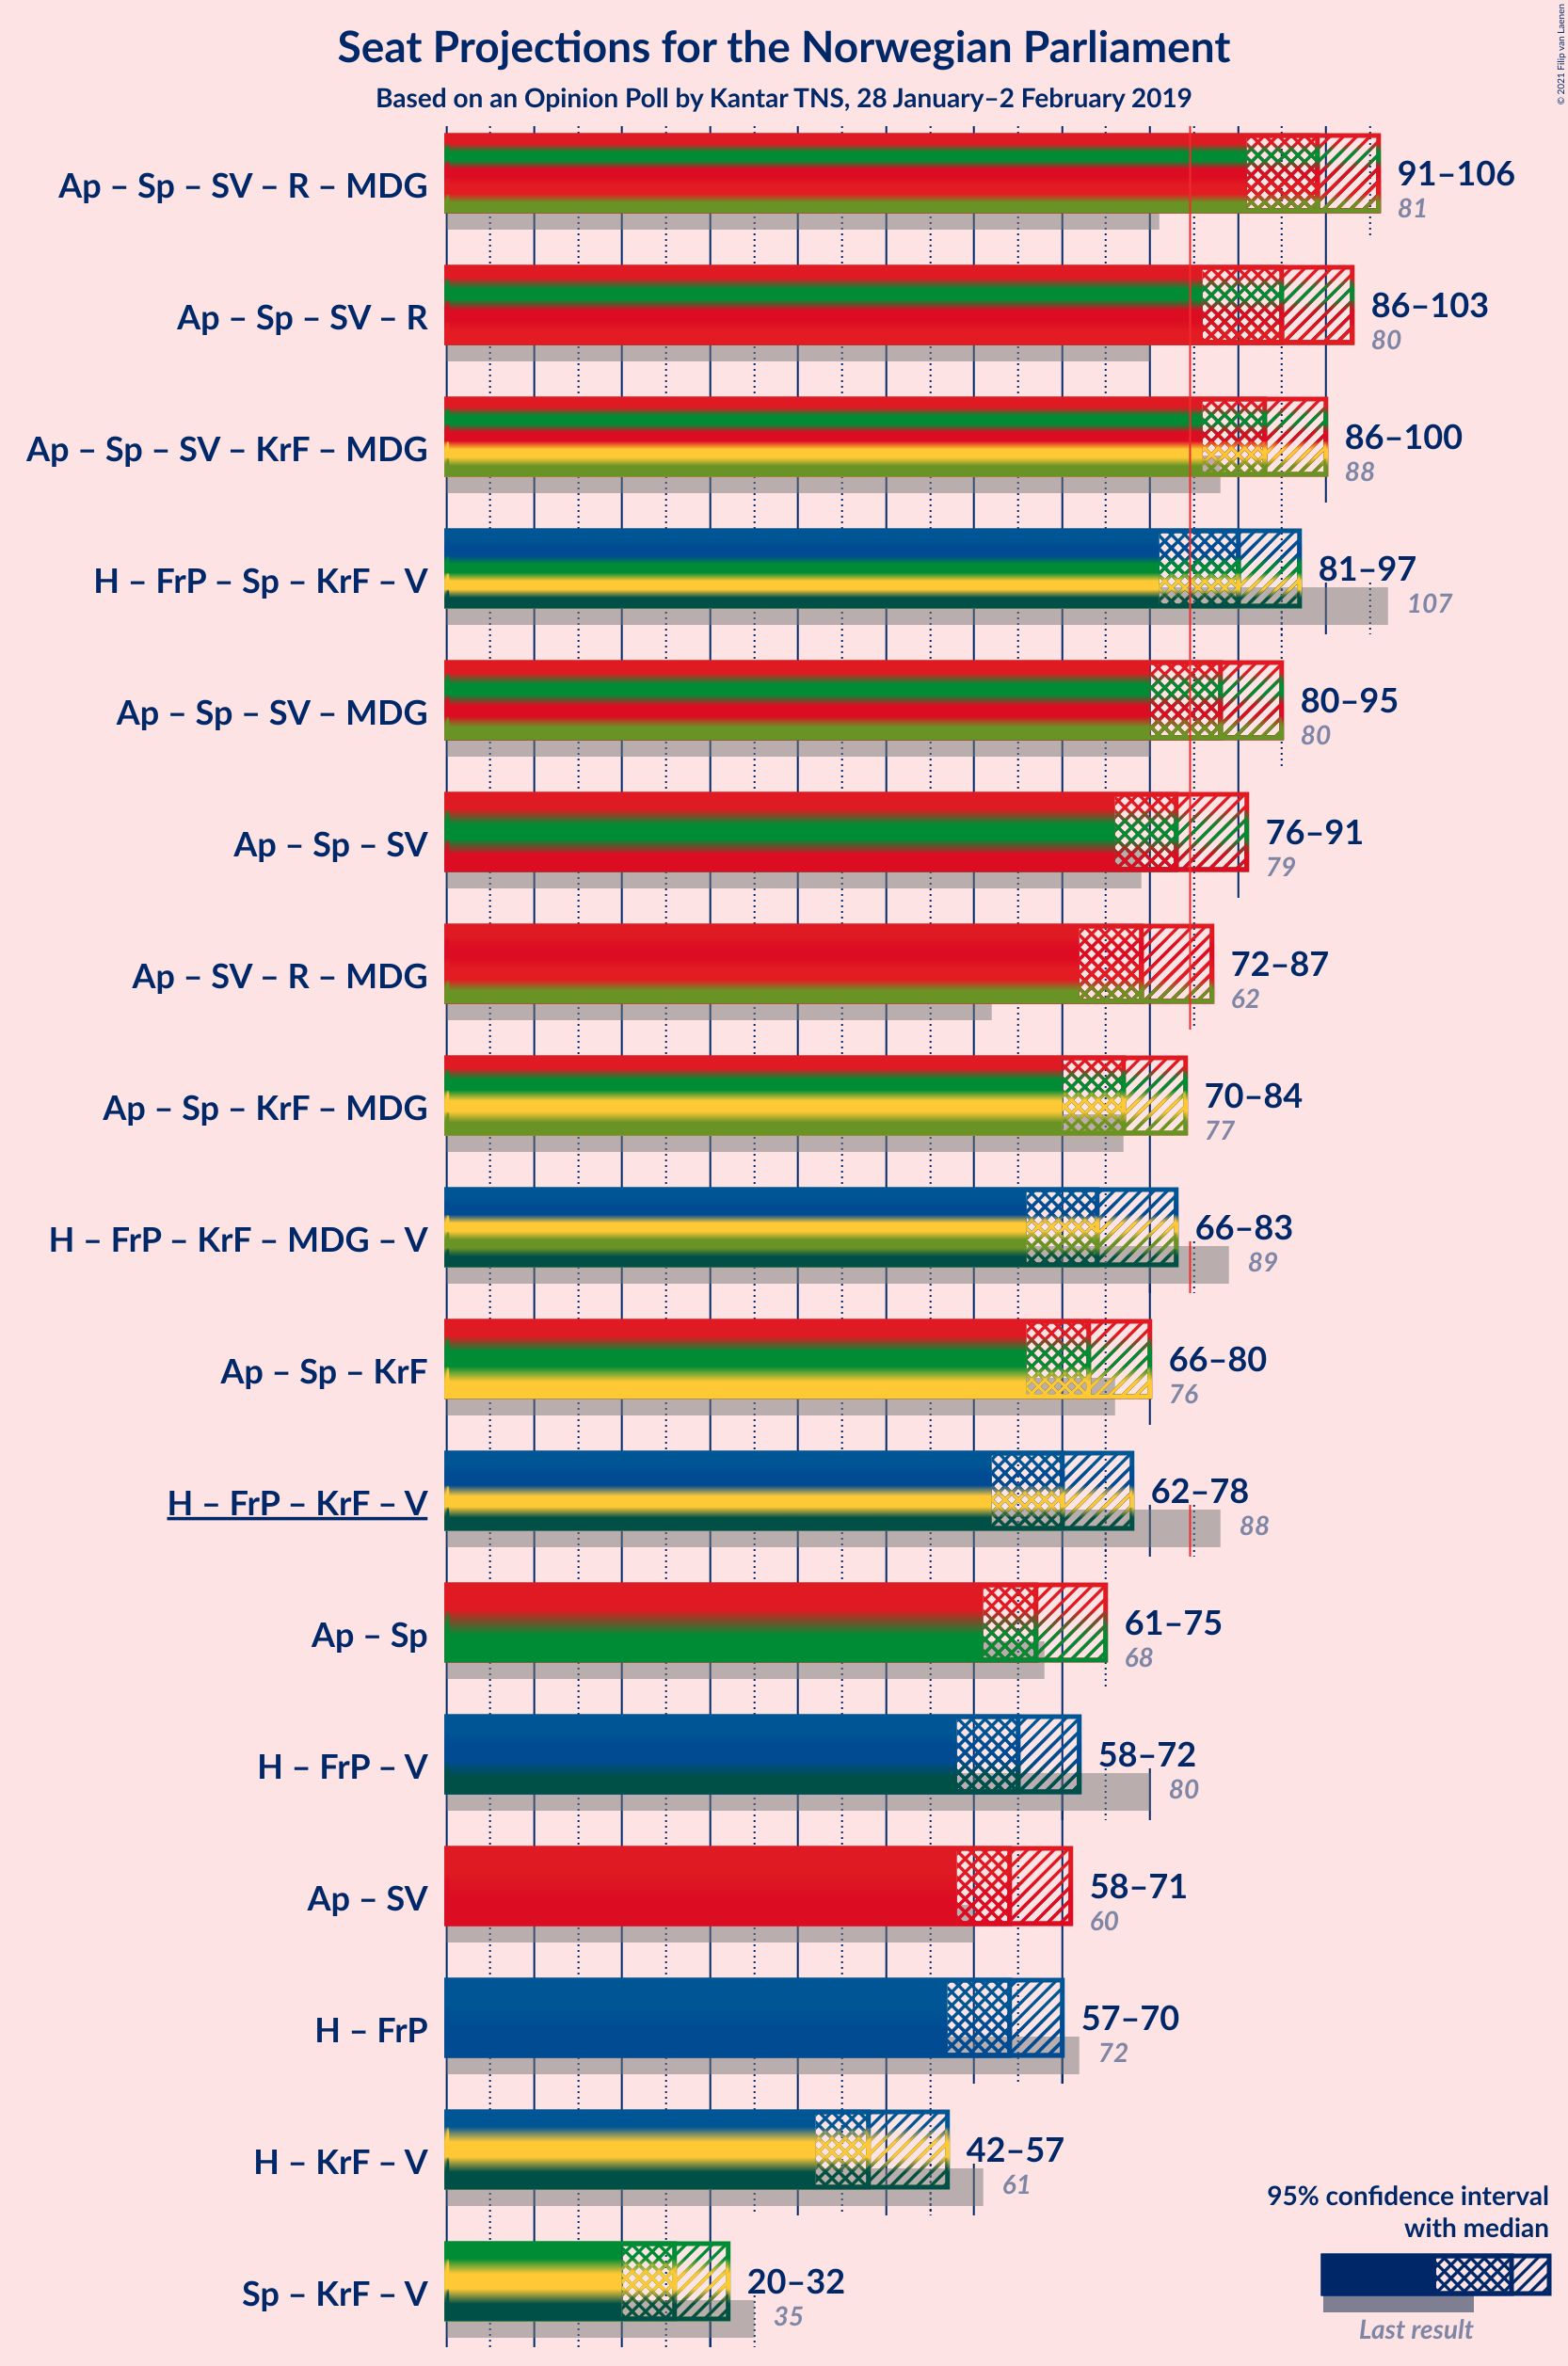 Seat Projections for the Norwegian Parliament
Based on an Opinion Poll by Kantar TNS, 28 January–2 February 2019
© 2021 Filip van Laenen
Ap – Sp – SV – R – MDG
91–106
81
Ap – Sp – SV – R
86–103
80
Ap – Sp – SV – KrF – MDG
86–100
88
H – FrP – Sp – KrF – V
81–97
107
Ap – Sp – SV – MDG
80–95
80
Ap – Sp – SV
76–91
79
Ap – SV – R – MDG
72–87
62
Ap – Sp – KrF – MDG
70–84
77
H – FrP – KrF – MDG – V
66–83
89
Ap – Sp – KrF
66–80
76
H – FrP – KrF – V
62–78
88
Ap – Sp
61–75
68
H – FrP – V
58–72
80
Ap – SV
58–71
60
H – FrP
57–70
72
H – KrF – V
42–57
61
Sp – KrF – V
20–32
35
95% confidence interval
with median
Last result